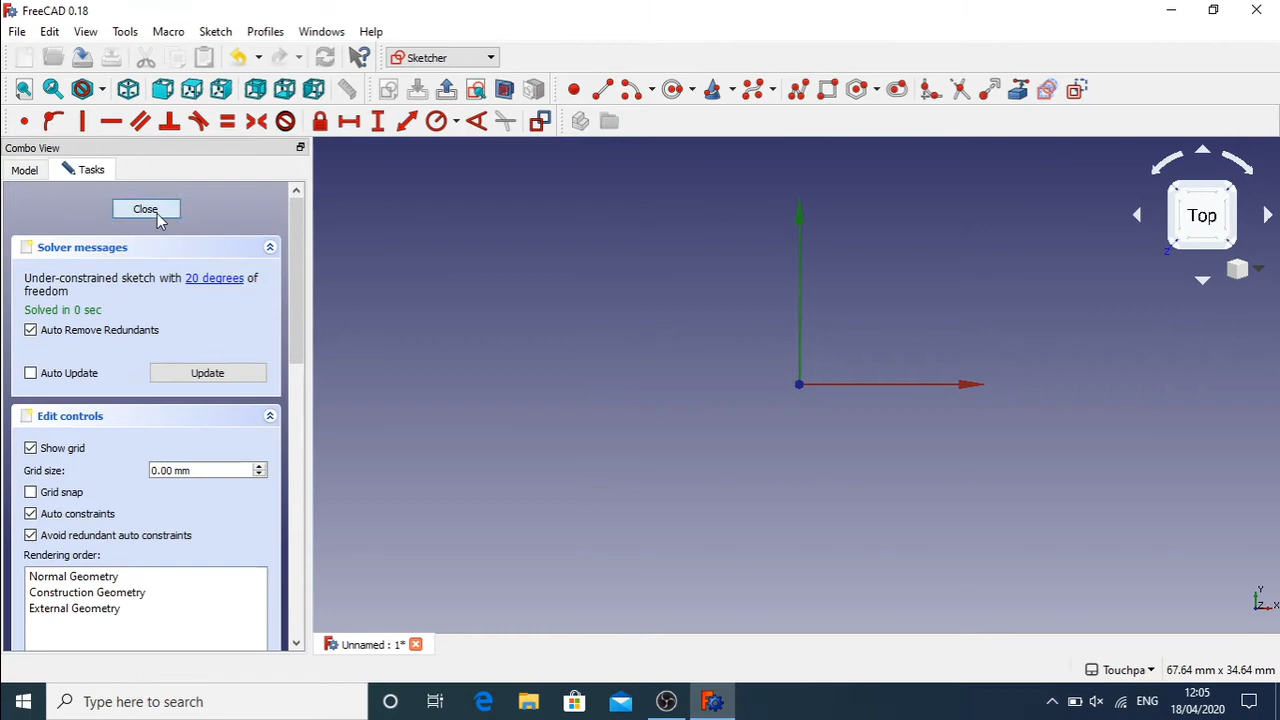 FreeCAD 0.18
File Edit View Tools Macro Sketch Profiles Windows Help
Sketcher
Combo View
Model Tasks
Close
Solver messages
Under-constrained sketch with 20 degrees of
freedom
Solved in 0 sec
Auto Remove Redundants
Auto Update Update
Edit controls
Show grid
Grid size: 0.00 mm
Grid snap
Auto constraints
Avoid redundant auto constraints
Rendering order:
Normal Geometry
Construction Geometry
External Geometry
Top
Z
Y
Z X
Unnamed : 1*
Touchpa 67.64 mm x 34.64 mm
Type here to search
ENG
12:05
18/04/2020